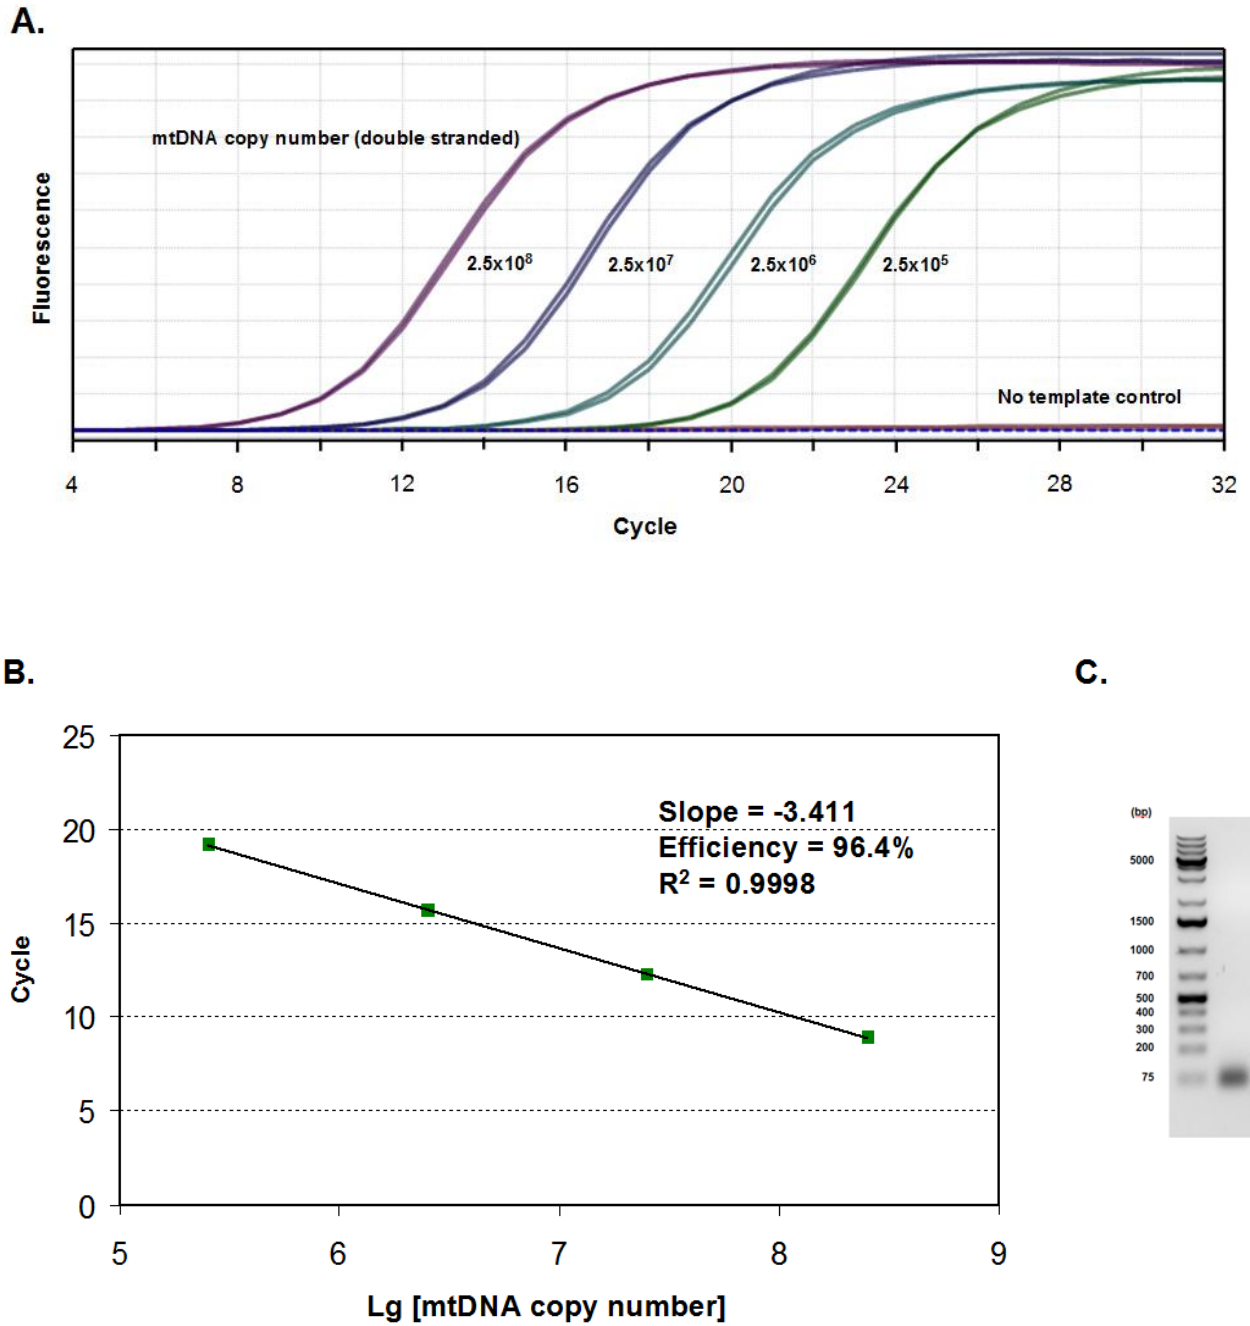 A.
mtDNA copy number (double stranded)
2.5x10⁸
2.5x10⁷
2.5x10⁶
2.5x10⁵
No template control
Fluorescence
4
8
12
16
20
24
28
32
Cycle
B.
25
20
15
10
5
0
Cycle
Slope = -3.411
Efficiency = 96.4%
R² = 0.9998
5
6
7
8
9
Lg [mtDNA copy number]
C.
(bp)
5000
1500
1000
700
500
400
300
200
75